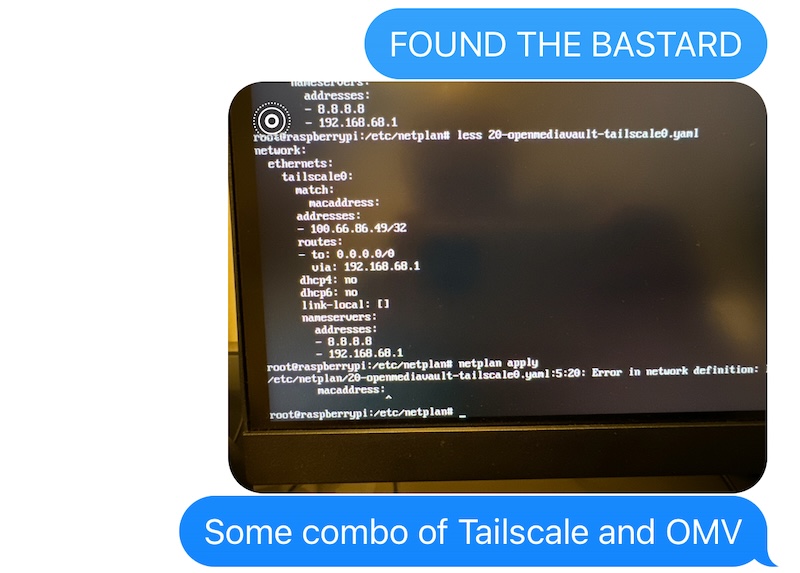 FOUND THE BASTARD
nameservers:
addresses:
- 8.8.8.8
- 192.168.68.1
root@raspberrypi:/etc/netplan# less 20-openmediavault-tailscale0.yaml
network:
ethernets:
tailscale0:
match:
macaddress:
addresses:
- 100.66.86.49/32
routes:
- to: 0.0.0.0/0
via: 192.168.68.1
dhcp4: no
dhcp6: no
link-local: []
nameservers:
addresses:
- 8.8.8.8
- 192.168.68.1
root@raspberrypi:/etc/netplan# netplan apply
/etc/netplan/20-openmediavault-tailscale0.yaml:5:20: Error in network definition:
macaddress:
^
root@raspberrypi:/etc/netplan# _
Some combo of Tailscale and OMV